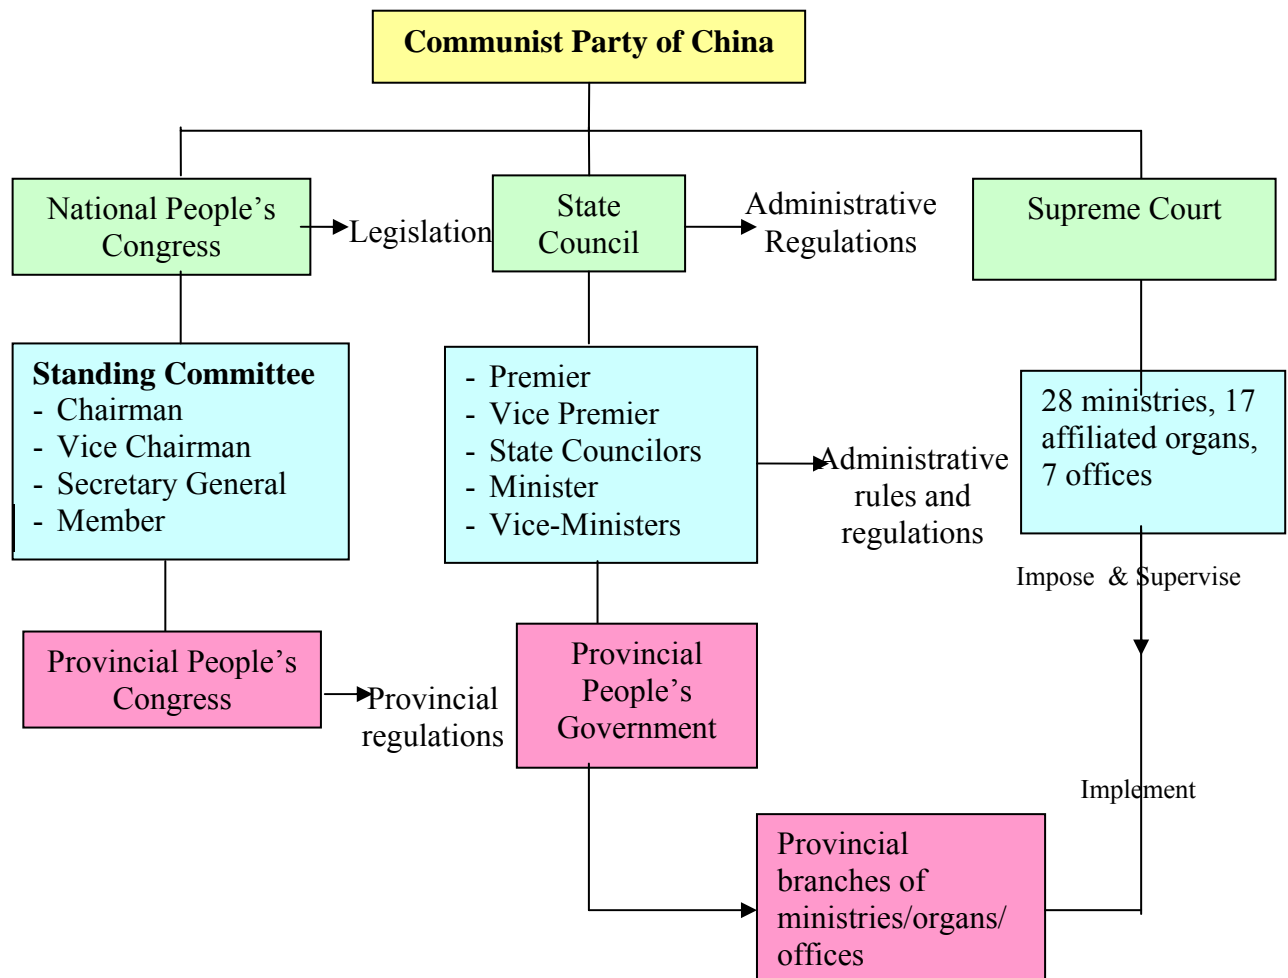 Communist Party of China
National People’s
Congress
Legislation
State
Council
Administrative
Regulations
Supreme Court
Standing Committee
- Chairman
- Vice Chairman
- Secretary General
- Member
- Premier
- Vice Premier
- State Councilors
- Minister
- Vice-Ministers
Administrative
rules and
regulations
28 ministries, 17
affiliated organs,
7 offices
Impose & Supervise
Provincial People’s
Congress
Provincial
regulations
Provincial
People’s
Government
Implement
Provincial
branches of
ministries/organs/
offices